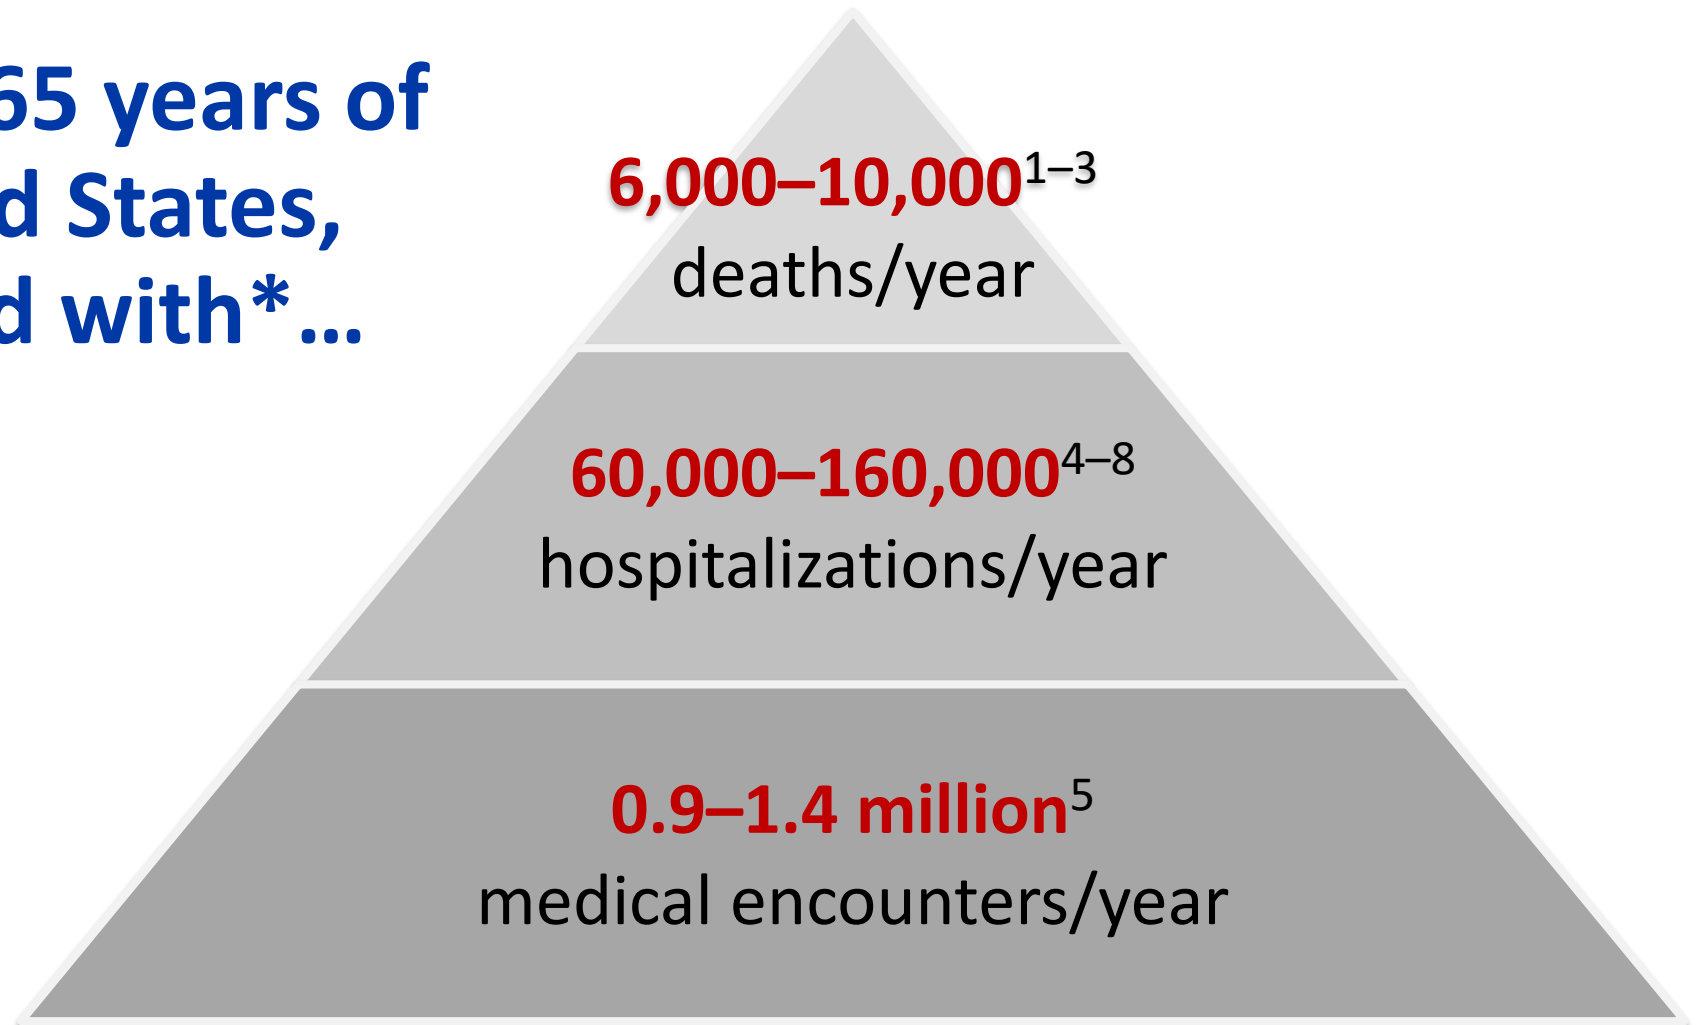 65 years of
d States,
d with*…
6,000–10,000¹⁻³
deaths/year
60,000–160,000⁴⁻⁸
hospitalizations/year
0.9–1.4 million⁵
medical encounters/year